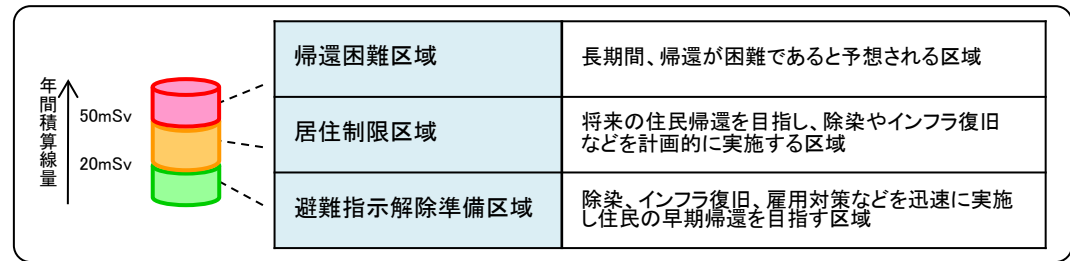 年間積算線量
50mSv
20mSv
帰還困難区域
長期間、帰還が困難であると予想される区域
居住制限区域
将来の住民帰還を目指し、除染やインフラ復旧
などを計画的に実施する区域
避難指示解除準備区域
除染、インフラ復旧、雇用対策などを迅速に実施
し住民の早期帰還を目指す区域